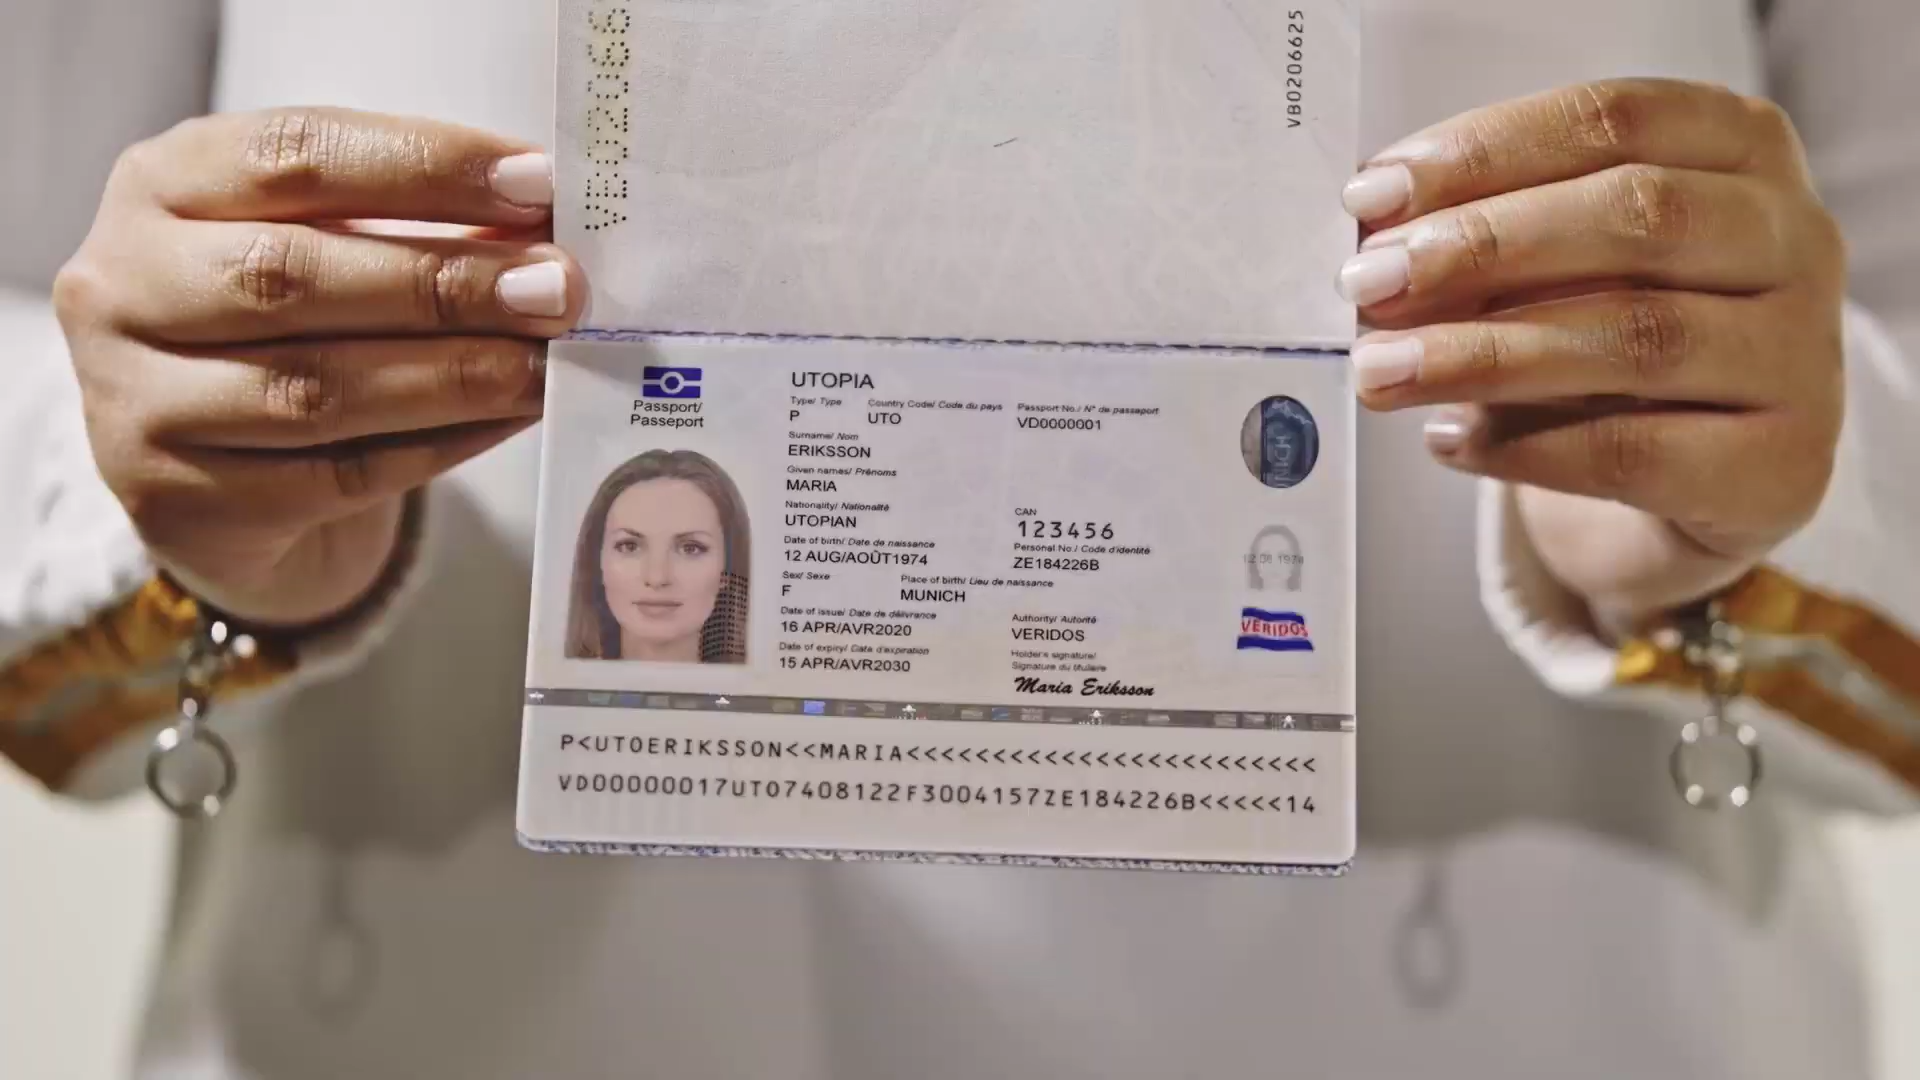 VB0206625
UTOPIA
Passport/
Passeport
Type/ Type Country Code/ Code du pays Passport No./ N° de passeport
P UTO VD0000001
Surname/ Nom
ERIKSSON
Given names/ Prénoms
MARIA
Nationality/ Nationalité
UTOPIAN
CAN
123456
Date of birth/ Date de naissance
12 AUG/AOÛT1974
Personal No./ Code d'identité
ZE184226B
Sex/ Sexe Place of birth/ Lieu de naissance
F MUNICH
Date of issue/ Date de délivrance
16 APR/AVR2020
Authority/ Autorité
VERIDOS
Date of expiry/ Date d'expiration
15 APR/AVR2030
Holder's signature/
Signature du titulaire
Maria Eriksson
12 08 1974
VERIDOS
P<UTOERIKSSON<<MARIA<<<<<<<<<<<<<<<<<<<<<<<<
VD00000017UTO7408122F3004157ZE184226B<<<<<14